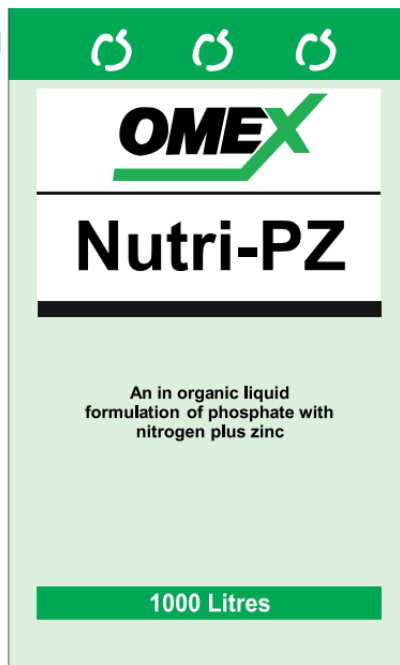 OMEX
Nutri-PZ
An in organic liquid
formulation of phosphate with
nitrogen plus zinc
1000 Litres